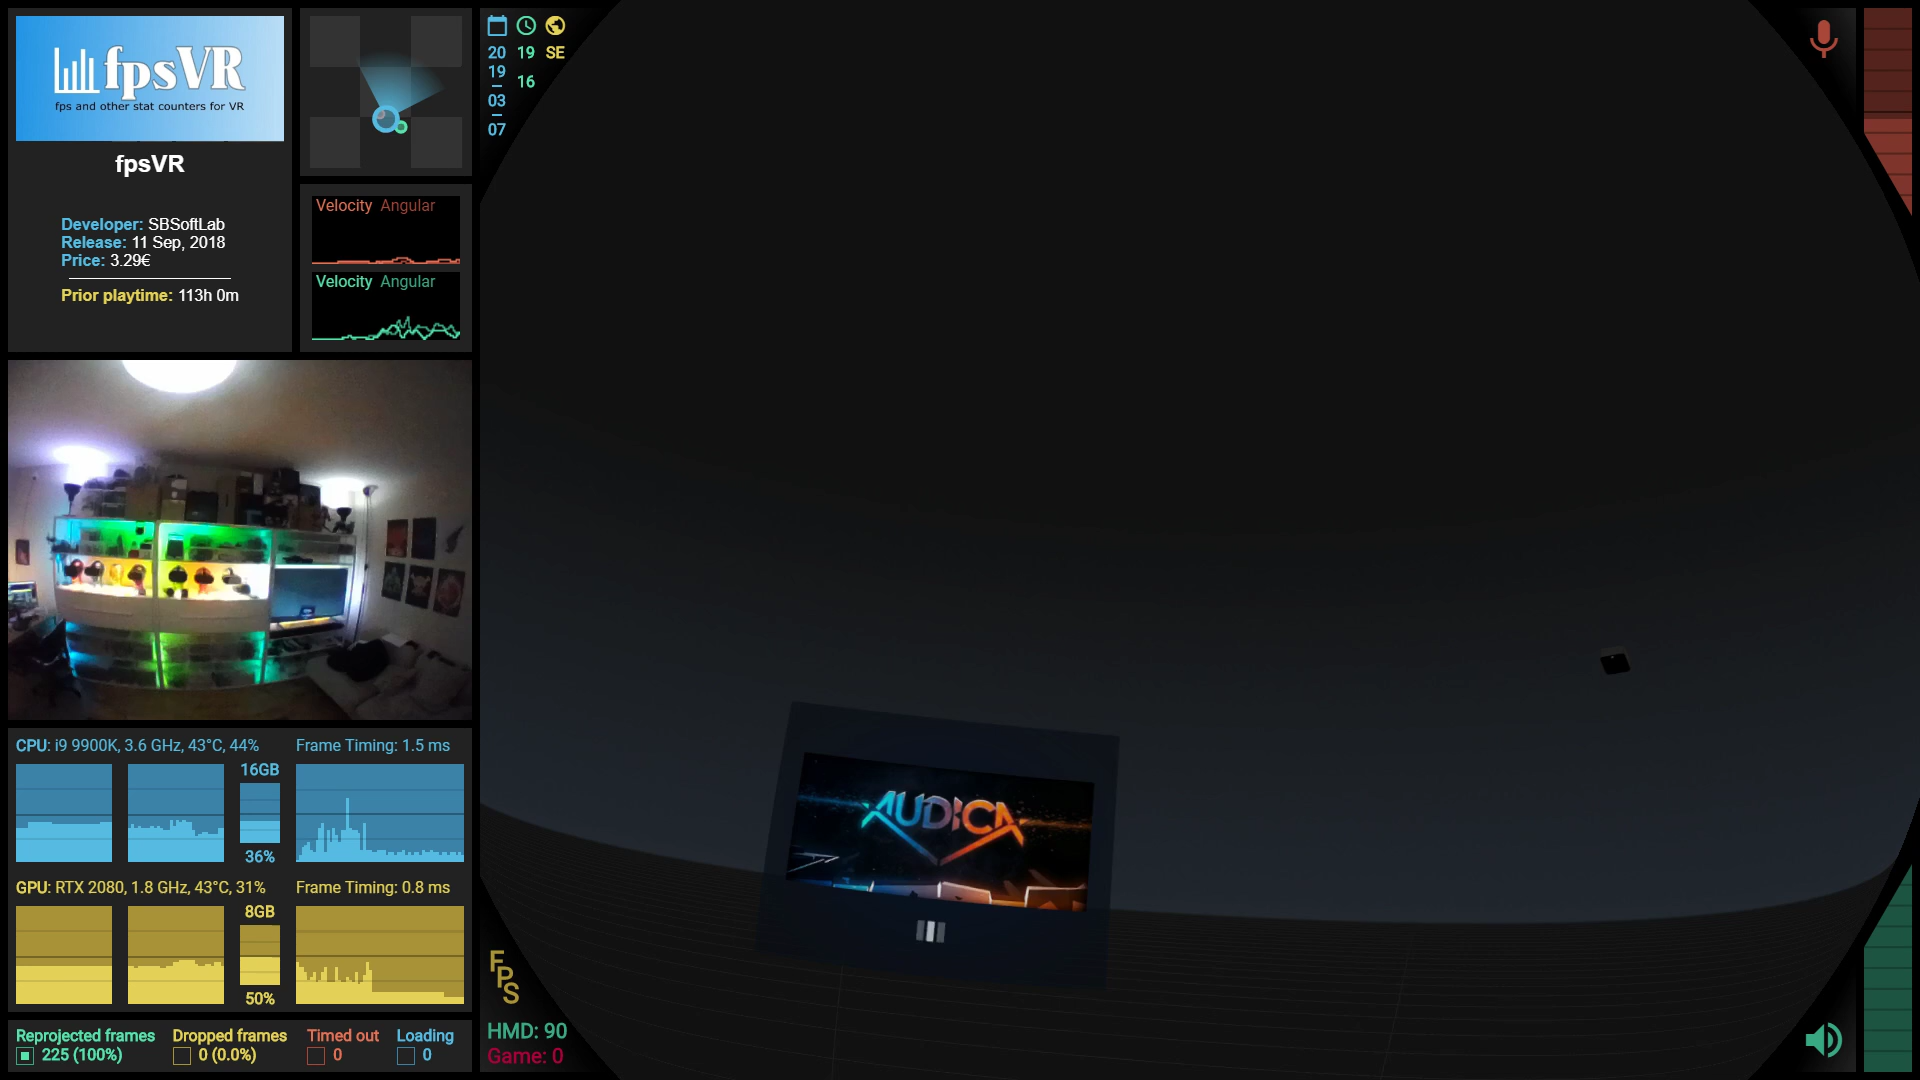 fpsVR
fps and other stat counters for VR
fpsVR
Developer: SBSoftLab
Release: 11 Sep, 2018
Price: 3.29€
Prior playtime: 113h 0m
Velocity Angular
Velocity Angular
20 19 SE
19
16
–
03
–
07
CPU: i9 9900K, 3.6 GHz, 43°C, 44%
Frame Timing: 1.5 ms
16GB
36%
GPU: RTX 2080, 1.8 GHz, 43°C, 31%
Frame Timing: 0.8 ms
8GB
50%
Reprojected frames
225 (100%)
Dropped frames
0 (0.0%)
Timed out
0
Loading
0
AUDICA
FPS
HMD: 90
Game: 0